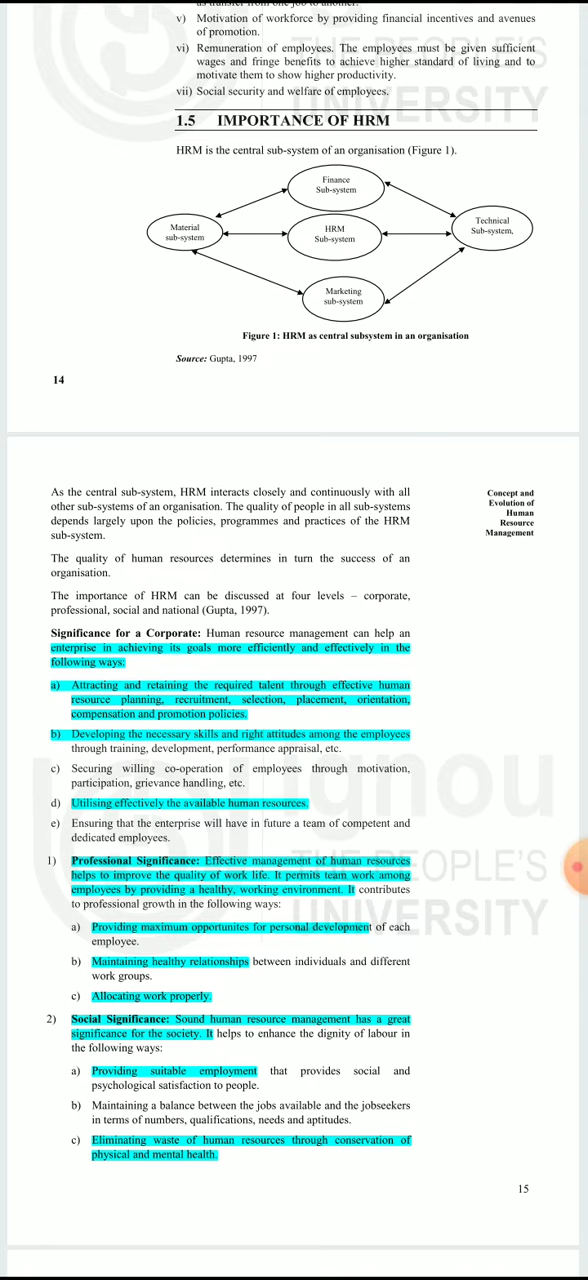 as transfer from one job to another.
v) Motivation of workforce by providing financial incentives and avenues
of promotion.
vi) Remuneration of employees. The employees must be given sufficient
wages and fringe benefits to achieve higher standard of living and to
motivate them to show higher productivity.
vii) Social security and welfare of employees.
THE PEOPLE'S
UNIVERSITY
1.5 IMPORTANCE OF HRM
HRM is the central sub-system of an organisation (Figure 1).
Finance
Sub-system
Material
sub-system
HRM
Sub-system
Technical
Sub-system,
Marketing
sub-system
Figure 1: HRM as central subsystem in an organisation
Source: Gupta, 1997
14
As the central sub-system, HRM interacts closely and continuously with all
other sub-systems of an organisation. The quality of people in all sub-systems
depends largely upon the policies, programmes and practices of the HRM
sub-system.
Concept and
Evolution of
Human
Resource
Management
The quality of human resources determines in turn the success of an
organisation.
The importance of HRM can be discussed at four levels – corporate,
professional, social and national (Gupta, 1997).
Significance for a Corporate: Human resource management can help an
enterprise in achieving its goals more efficiently and effectively in the
following ways:
a) Attracting and retaining the required talent through effective human
resource planning, recruitment, selection, placement, orientation,
compensation and promotion policies.
b) Developing the necessary skills and right attitudes among the employees
through training, development, performance appraisal, etc.
c) Securing willing co-operation of employees through motivation,
participation, grievance handling, etc.
d) Utilising effectively the available human resources.
e) Ensuring that the enterprise will have in future a team of competent and
dedicated employees.
ignou
THE PEOPLE'S
UNIVERSITY
1) Professional Significance: Effective management of human resources
helps to improve the quality of work life. It permits team work among
employees by providing a healthy, working environment. It contributes
to professional growth in the following ways:
a) Providing maximum opportunites for personal development of each
employee.
b) Maintaining healthy relationships between individuals and different
work groups.
c) Allocating work properly.
2) Social Significance: Sound human resource management has a great
significance for the society. It helps to enhance the dignity of labour in
the following ways:
a) Providing suitable employment that provides social and
psychological satisfaction to people.
b) Maintaining a balance between the jobs available and the jobseekers
in terms of numbers, qualifications, needs and aptitudes.
c) Eliminating waste of human resources through conservation of
physical and mental health.
15